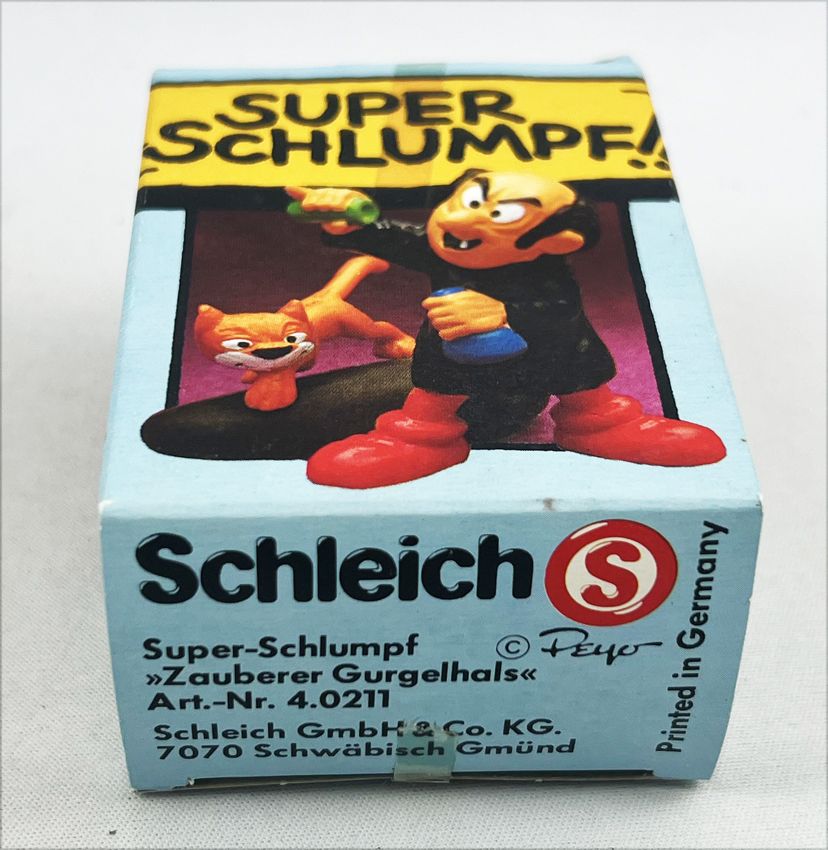 SUPER
SCHLUMPF!
Schleich S
Super-Schlumpf
© Peyo
»Zauberer Gurgelhals«
Art.-Nr. 4.0211
Schleich GmbH & Co. KG.
7070 Schwäbisch Gmünd
Printed in Germany